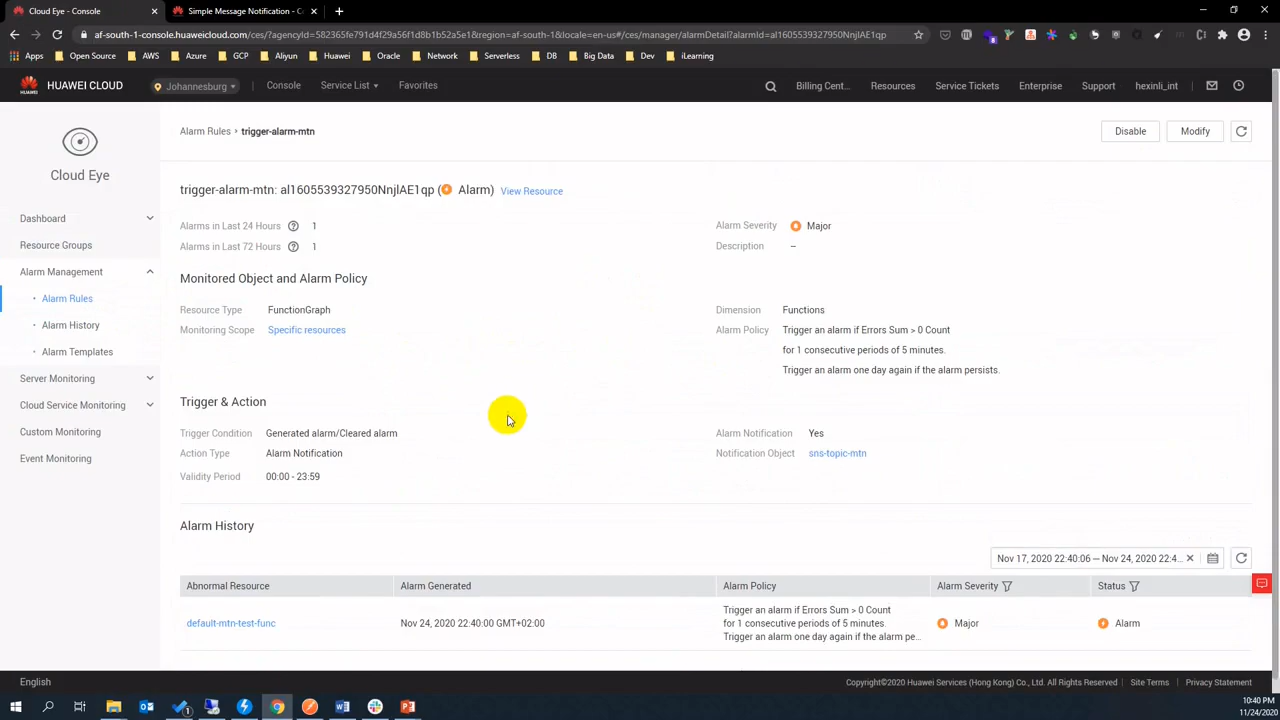 Cloud Eye
Simple Message Notification - C
af-south-1-console.huaweicloud.com/ces/?agencyId=582365fe791d4f29a56f1d8b1b52a5e1&region=af-south-1&locale=en-us#/ces/manager/alarmDetail?alarmId=al1605539327950NnjlAE1qp
Apps Open Source AWS Azure GCP Aliyun Huawei Oracle Network Serverless DB Big Data Dev iLearning
HUAWEI CLOUD Johannesburg Console Service List Favorites Billing Cent... Resources Service Tickets Enterprise Support hexinli_int
Cloud Eye
Dashboard
Resource Groups
Alarm Management
Alarm Rules
Alarm History
Alarm Templates
Server Monitoring
Cloud Service Monitoring
Custom Monitoring
Event Monitoring
Alarm Rules › trigger-alarm-mtn
Disable Modify
trigger-alarm-mtn: al1605539327950NnjlAE1qp ( Alarm) View Resource
Alarms in Last 24 Hours ? 1
Alarm Severity Major
Alarms in Last 72 Hours ? 1
Description –
Monitored Object and Alarm Policy
Resource Type FunctionGraph
Dimension Functions
Monitoring Scope Specific resources
Alarm Policy Trigger an alarm if Errors Sum > 0 Count
for 1 consecutive periods of 5 minutes.
Trigger an alarm one day again if the alarm persists.
Trigger & Action
Trigger Condition Generated alarm/Cleared alarm
Alarm Notification Yes
Action Type Alarm Notification
Notification Object sns-topic-mtn
Validity Period 00:00 - 23:59
Alarm History
Nov 17, 2020 22:40:06 — Nov 24, 2020 22:4...
Abnormal Resource Alarm Generated Alarm Policy Alarm Severity Status
default-mtn-test-func Nov 24, 2020 22:40:00 GMT+02:00
Trigger an alarm if Errors Sum > 0 Count
for 1 consecutive periods of 5 minutes.
Trigger an alarm one day again if the alarm pe...
Major Alarm
English
Copyright©2020 Huawei Services (Hong Kong) Co., Ltd. All Rights Reserved Site Terms Privacy Statement
10:40 PM
11/24/2020